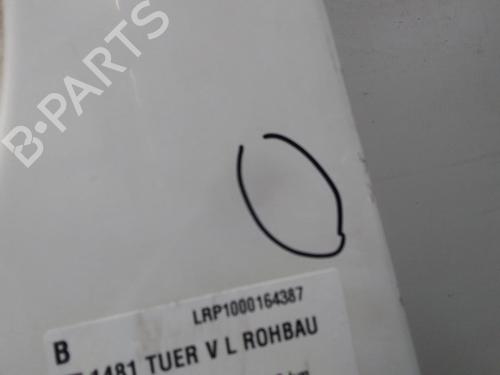 B-PARTS
LRP1000164387
B
1481 TUER V L ROHBAU